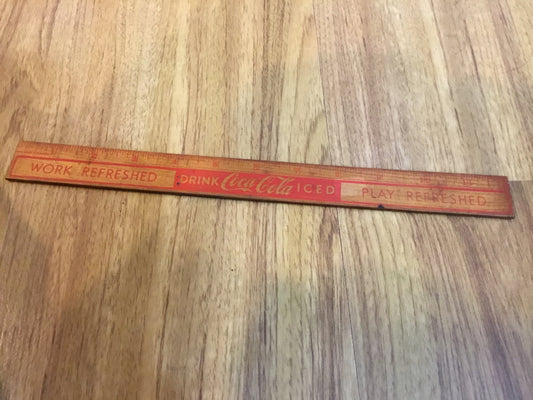 WORK REFRESHED DRINK Coca-Cola ICED PLAY REFRESHED